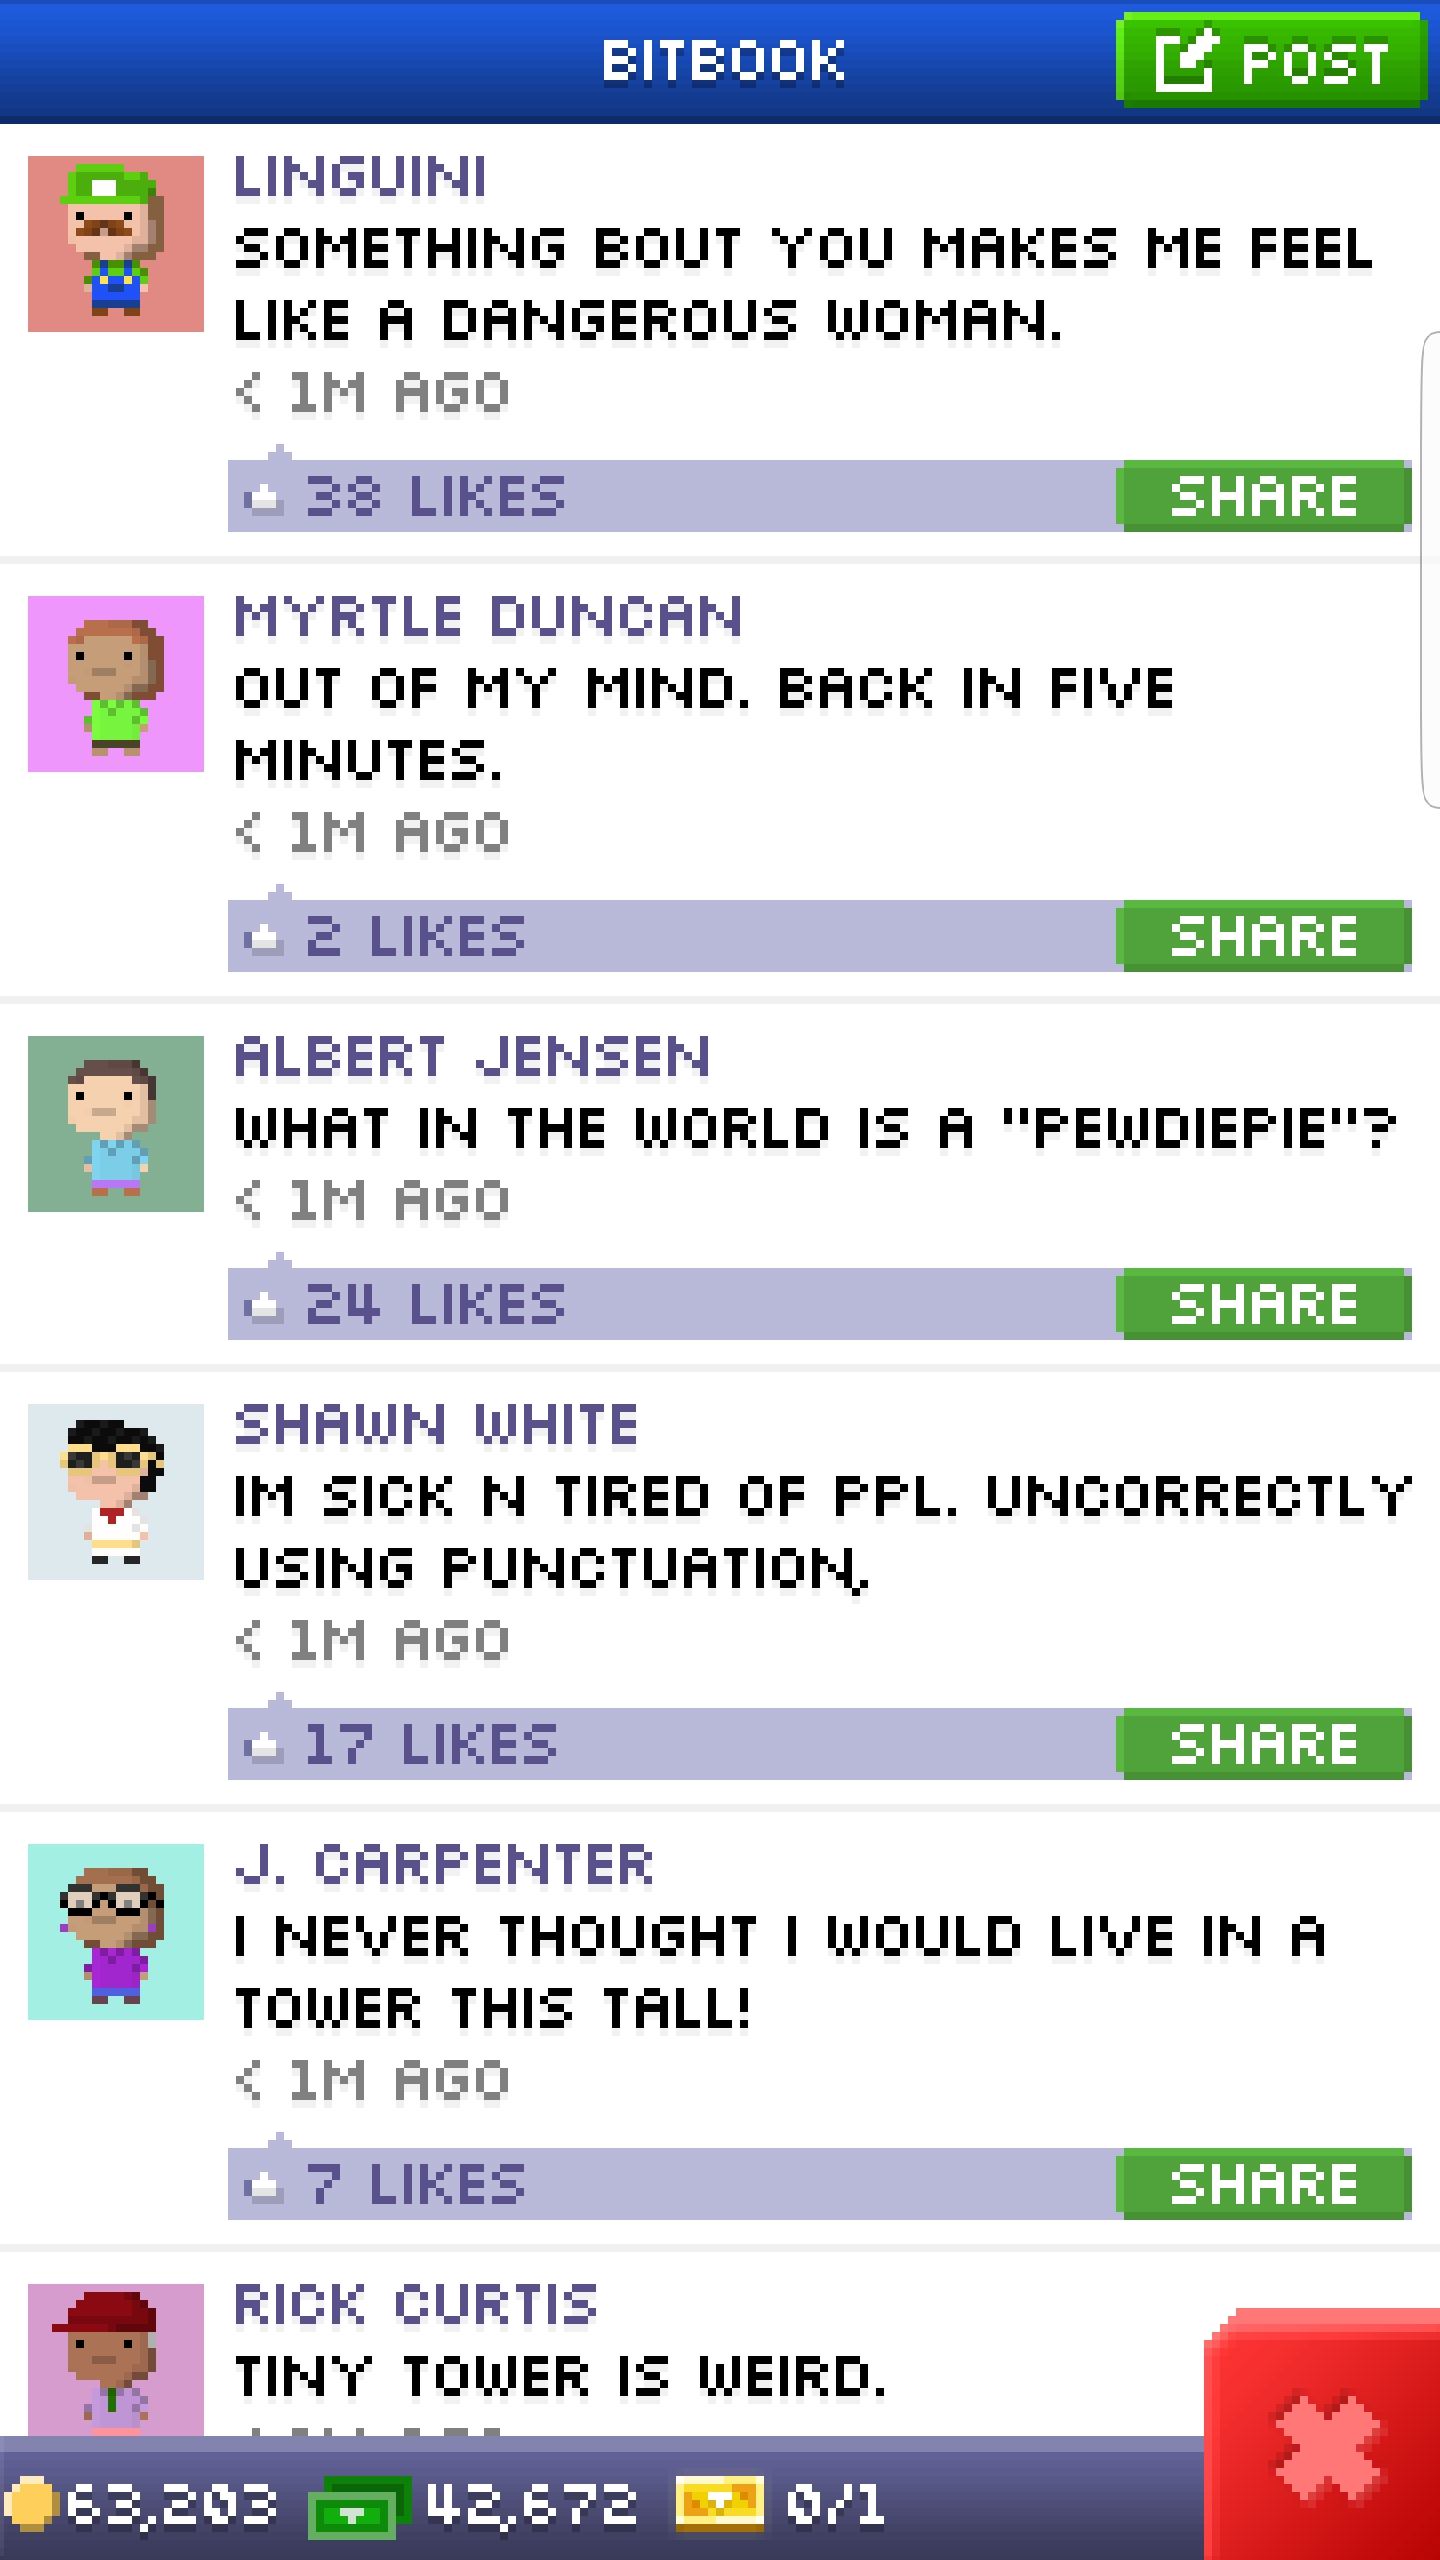 BITBOOK
POST
LINGUINI
SOMETHING BOUT YOU MAKES ME FEEL
LIKE A DANGEROUS WOMAN.
< 1M AGO
38 LIKES
SHARE
MYRTLE DUNCAN
OUT OF MY MIND. BACK IN FIVE
MINUTES.
< 1M AGO
2 LIKES
SHARE
ALBERT JENSEN
WHAT IN THE WORLD IS A "PEWDIEPIE"?
< 1M AGO
24 LIKES
SHARE
SHAWN WHITE
IM SICK N TIRED OF PPL. UNCORRECTLY
USING PUNCTUATION,
< 1M AGO
17 LIKES
SHARE
J. CARPENTER
I NEVER THOUGHT I WOULD LIVE IN A
TOWER THIS TALL!
< 1M AGO
7 LIKES
SHARE
RICK CURTIS
TINY TOWER IS WEIRD.
63,203
42,672
0/1